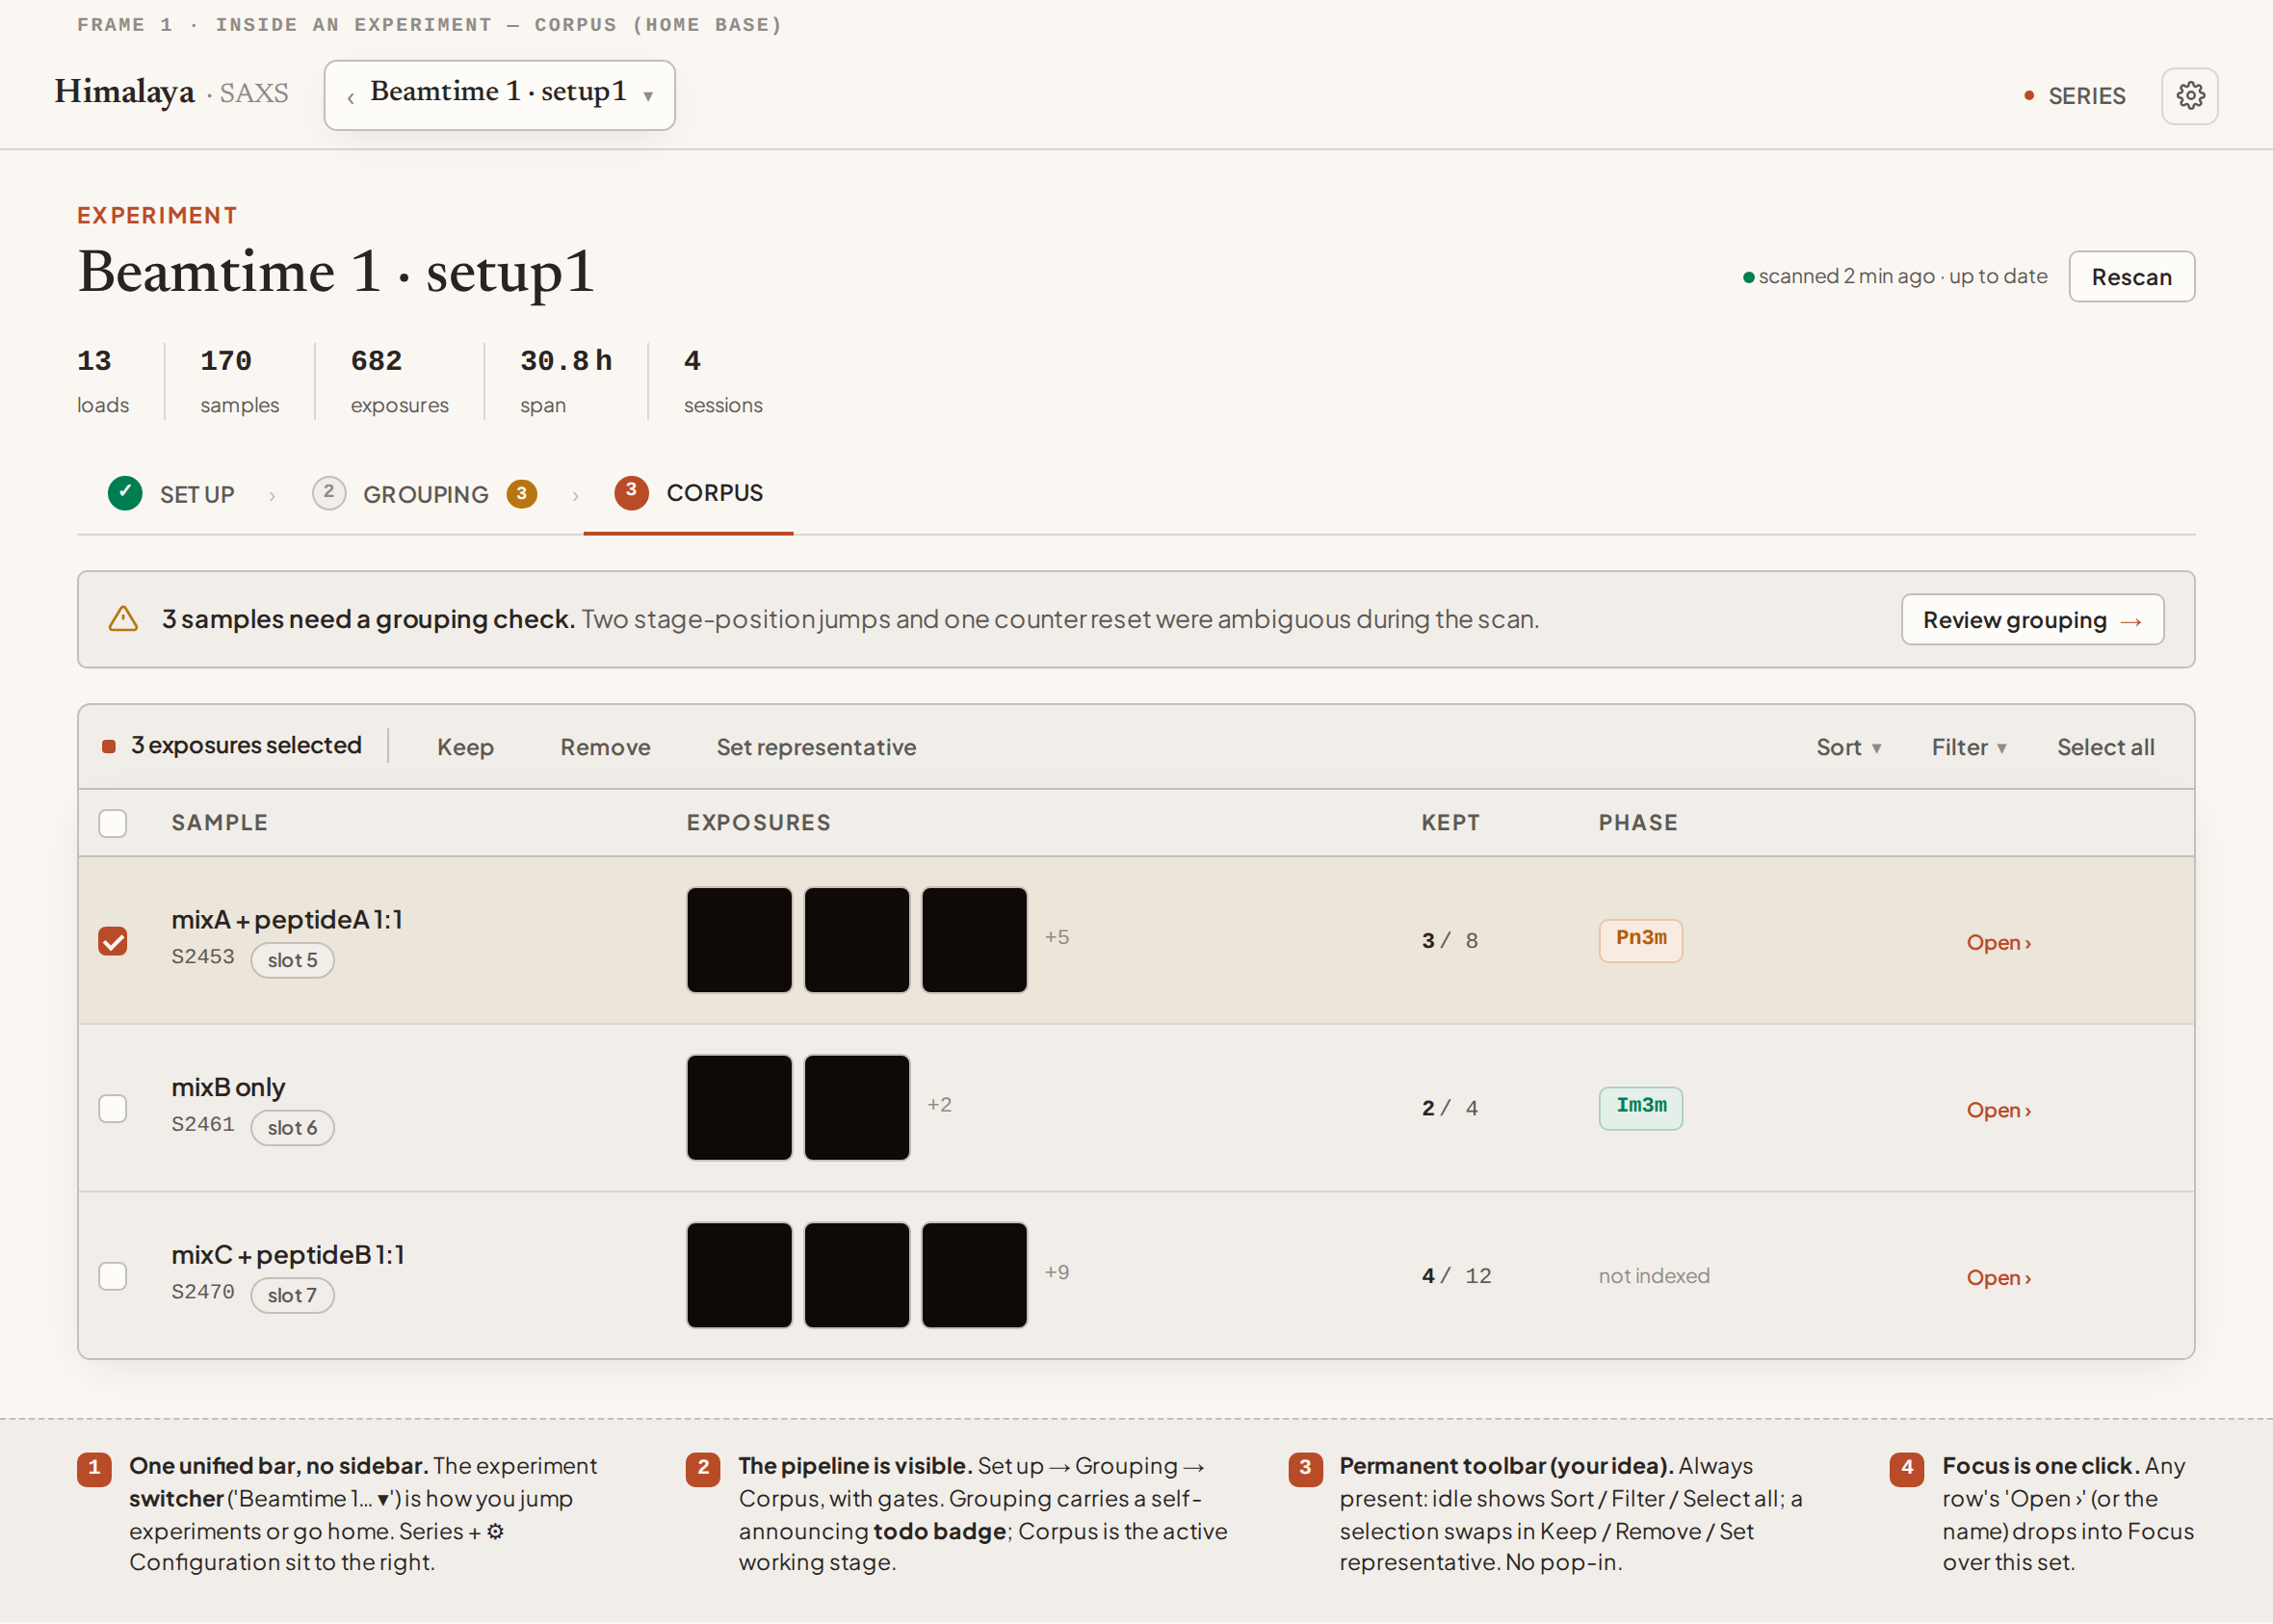 FRAME 1 · INSIDE AN EXPERIMENT — CORPUS (HOME BASE)
Himalaya · SAXS ‹ Beamtime 1 · setup1 ▾ SERIES
EXPERIMENT
Beamtime 1 · setup1
scanned 2 min ago · up to date Rescan
13 170 682 30.8 h 4
loads samples exposures span sessions
✓ SET UP › 2 GROUPING 3 › 3 CORPUS
3 samples need a grouping check. Two stage-position jumps and one counter reset were ambiguous during the scan. Review grouping →
3 exposures selected Keep Remove Set representative Sort ▾ Filter ▾ Select all
SAMPLE EXPOSURES KEPT PHASE
mixA + peptideA 1:1
S2453 slot 5 +5 3 / 8 Pn3m Open ›
mixB only
S2461 slot 6 +2 2 / 4 Im3m Open ›
mixC + peptideB 1:1
S2470 slot 7 +9 4 / 12 not indexed Open ›
1 One unified bar, no sidebar. The experiment
switcher ('Beamtime 1… ▾') is how you jump
experiments or go home. Series + ⚙
Configuration sit to the right.
2 The pipeline is visible. Set up → Grouping →
Corpus, with gates. Grouping carries a self-
announcing todo badge; Corpus is the active
working stage.
3 Permanent toolbar (your idea). Always
present: idle shows Sort / Filter / Select all; a
selection swaps in Keep / Remove / Set
representative. No pop-in.
4 Focus is one click. Any
row's 'Open ›' (or the
name) drops into Focus
over this set.